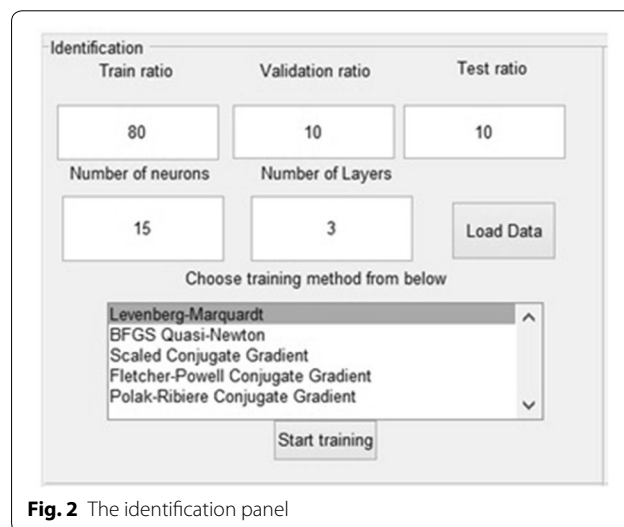 Identification
Train ratio Validation ratio Test ratio
80 10 10
Number of neurons Number of Layers
15 3 Load Data
Choose training method from below
Levenberg-Marquardt
BFGS Quasi-Newton
Scaled Conjugate Gradient
Fletcher-Powell Conjugate Gradient
Polak-Ribiere Conjugate Gradient
Start training
Fig. 2 The identification panel